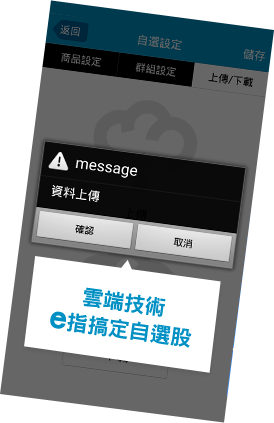 返回
自選設定
儲存
商品設定
群組設定
上傳/下載
message
資料上傳
確認
取消
雲端技術
e指搞定自選股